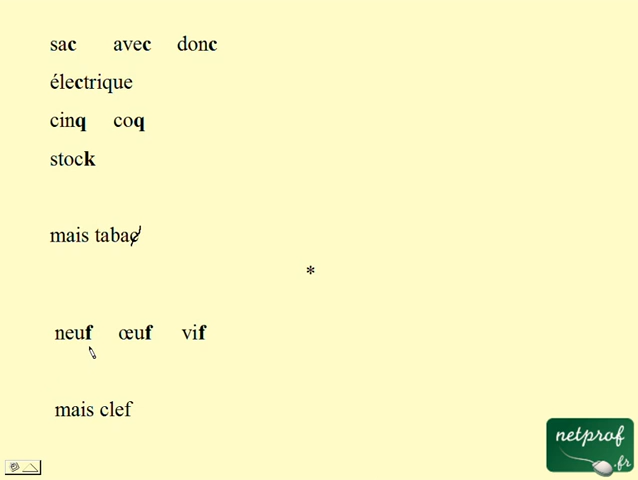 sac avec donc
électrique
cinq coq
stock
mais tabac
*
neuf œuf vif
mais clef
netprof
.fr